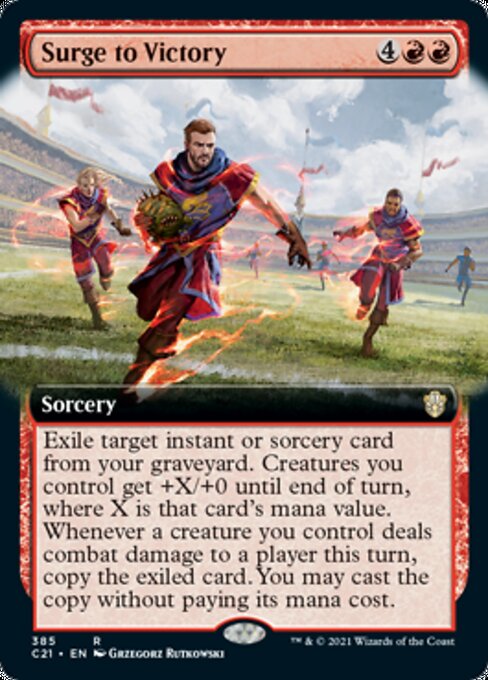 Surge to Victory 4
Sorcery
Exile target instant or sorcery card
from your graveyard. Creatures you
control get +X/+0 until end of turn,
where X is that card's mana value.
Whenever a creature you control deals
combat damage to a player this turn,
copy the exiled card. You may cast the
copy without paying its mana cost.
385 R
C21 • EN GRZEGORZ RUTKOWSKI
™ & © 2021 Wizards of the Coast